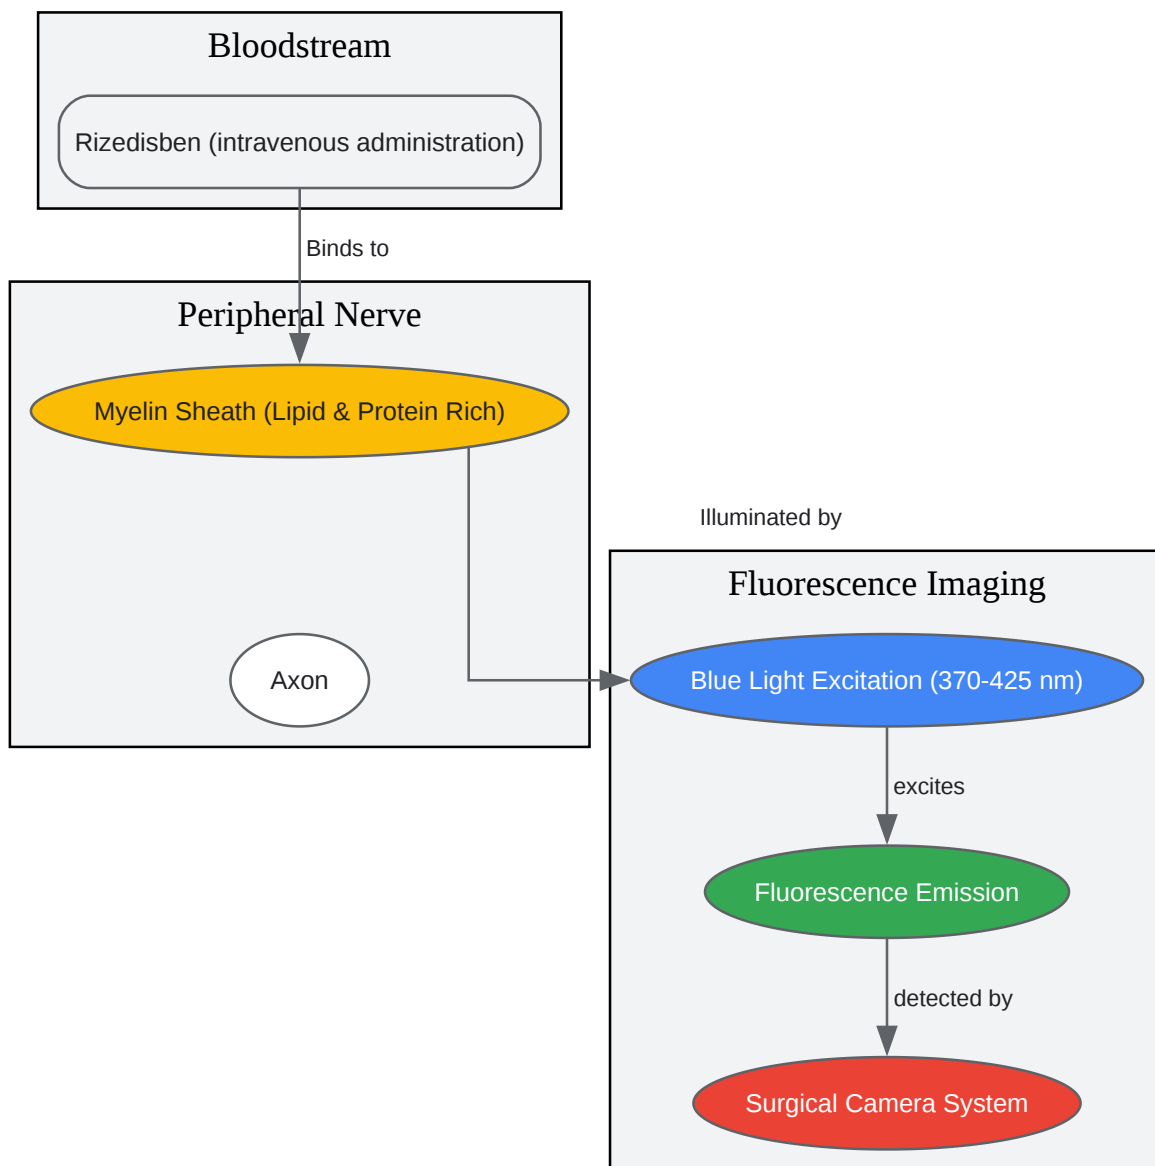 Bloodstream
Rizedisben (intravenous administration)
Binds to
Peripheral Nerve
Myelin Sheath (Lipid & Protein Rich)
Illuminated by
Fluorescence Imaging
Axon
Blue Light Excitation (370-425 nm)
excites
Fluorescence Emission
detected by
Surgical Camera System